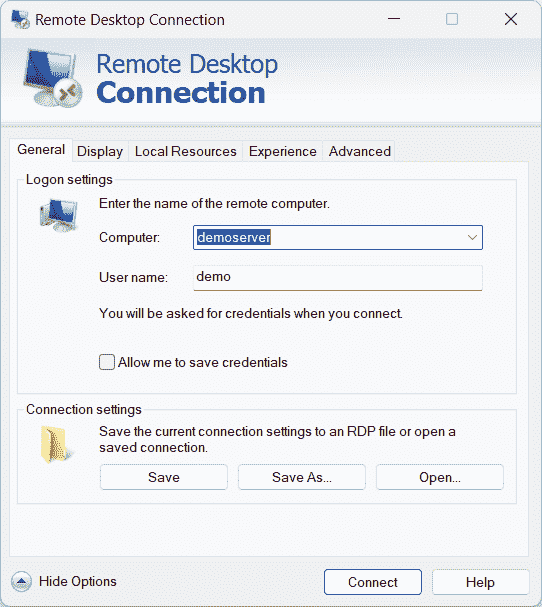 Remote Desktop Connection
Remote Desktop
Connection
General Display Local Resources Experience Advanced
Logon settings
Enter the name of the remote computer.
Computer: demoserver
User name: demo
You will be asked for credentials when you connect.
Allow me to save credentials
Connection settings
Save the current connection settings to an RDP file or open a
saved connection.
Save Save As... Open...
Hide Options Connect Help